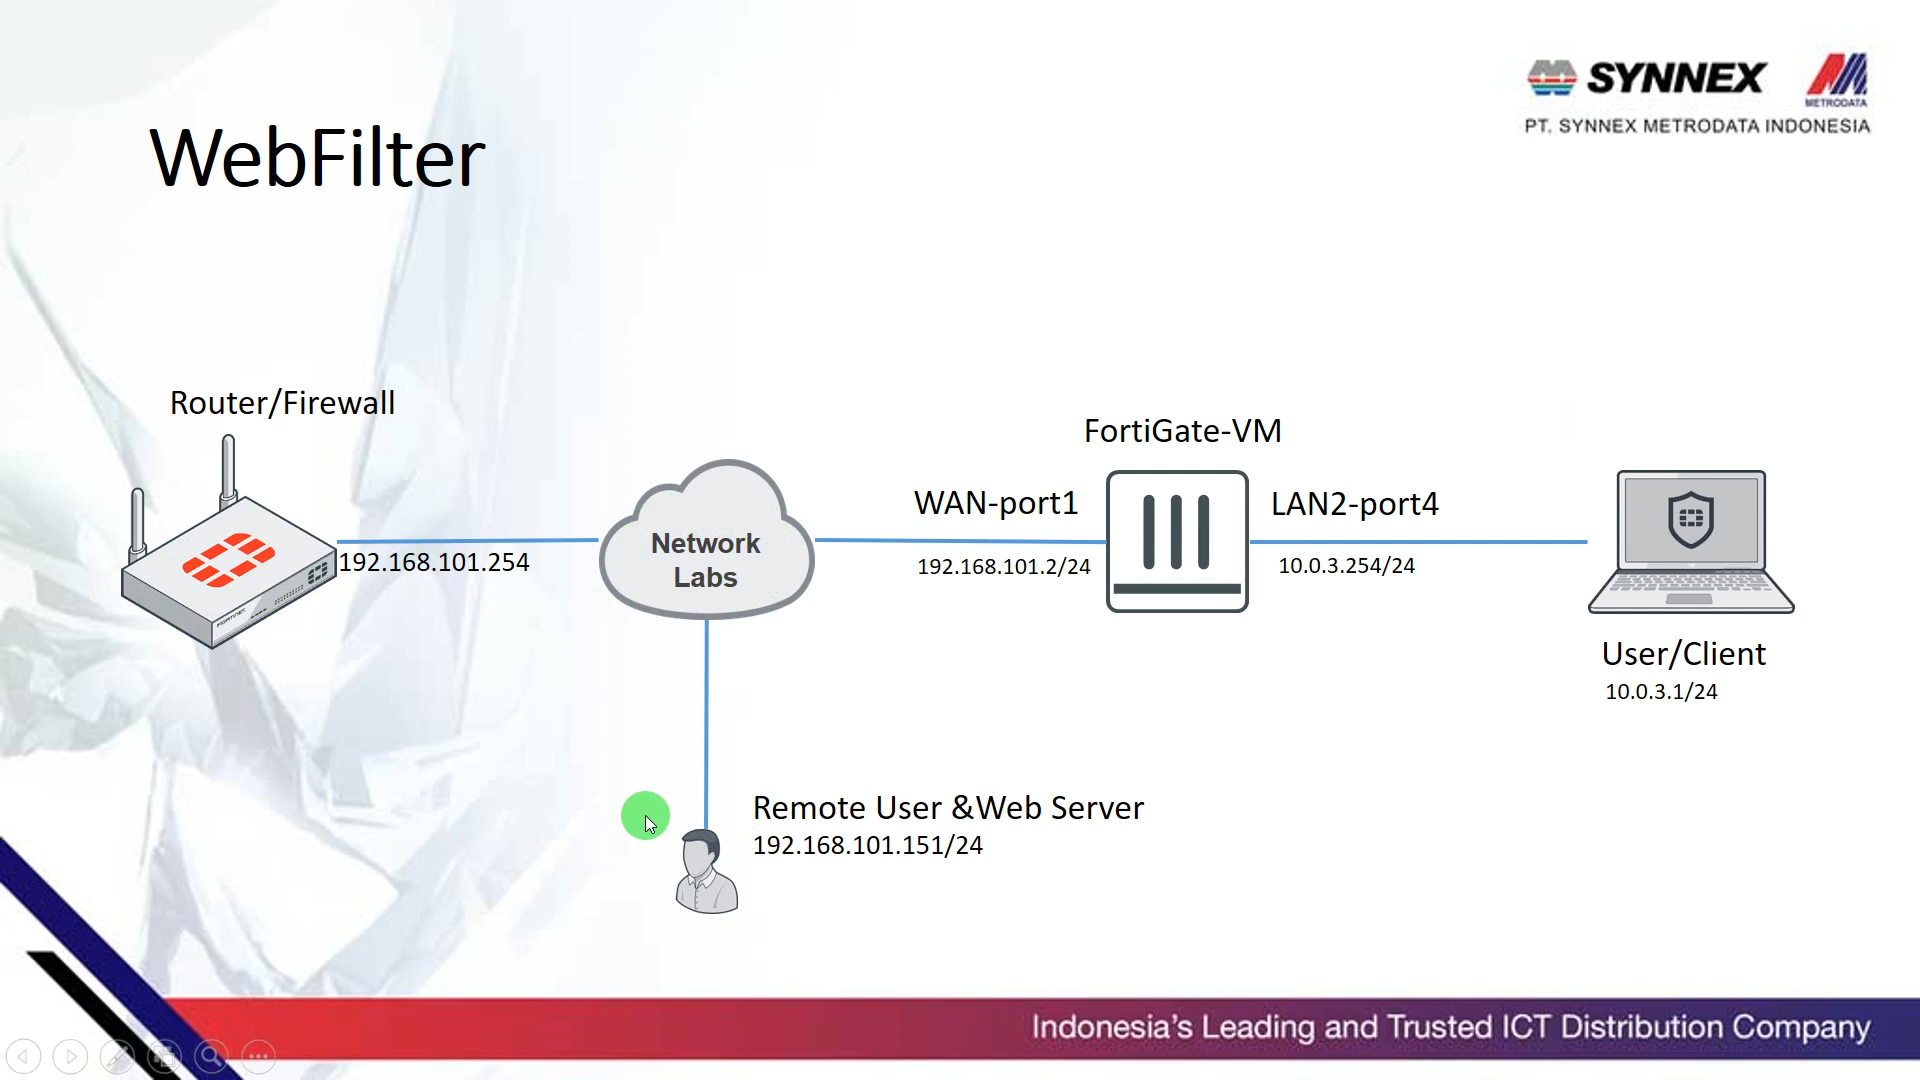 SYNNEX
METRODATA
PT. SYNNEX METRODATA INDONESIA
WebFilter
Router/Firewall
FORTINET
192.168.101.254
Network
Labs
FortiGate-VM
WAN-port1
192.168.101.2/24
LAN2-port4
10.0.3.254/24
User/Client
10.0.3.1/24
Remote User &Web Server
192.168.101.151/24
Indonesia's Leading and Trusted ICT Distribution Company